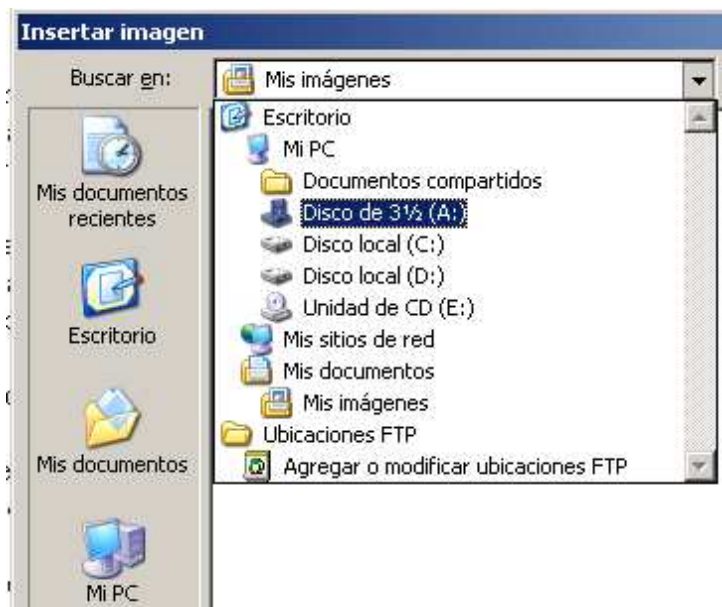 Insertar imagen
Buscar en:
Mis imágenes
Escritorio
Mi PC
Documentos compartidos
Disco de 3½ (A:)
Disco local (C:)
Disco local (D:)
Unidad de CD (E:)
Mis sitios de red
Mis documentos
Mis imágenes
Ubicaciones FTP
Agregar o modificar ubicaciones FTP
Mis documentos
recientes
Escritorio
Mis documentos
Mi PC